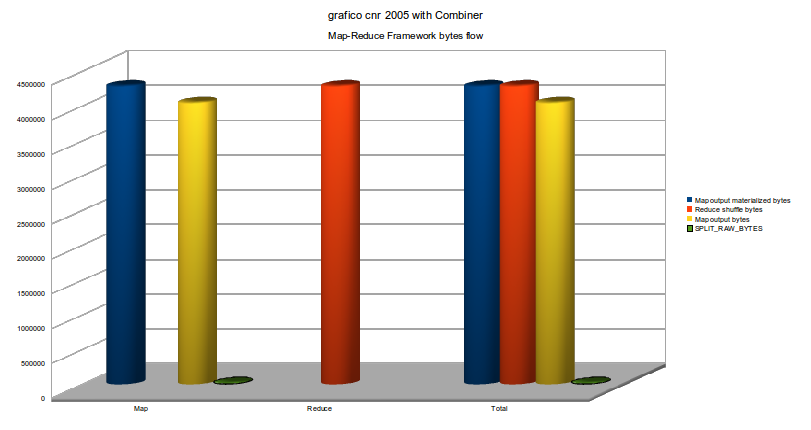 grafico cnr 2005 with Combiner
Map-Reduce Framework bytes flow
4500000
4000000
3500000
3000000
2500000
2000000
1500000
1000000
500000
0
Map
Reduce
Total
Map output materialized bytes
Reduce shuffle bytes
Map output bytes
SPLIT_RAW_BYTES